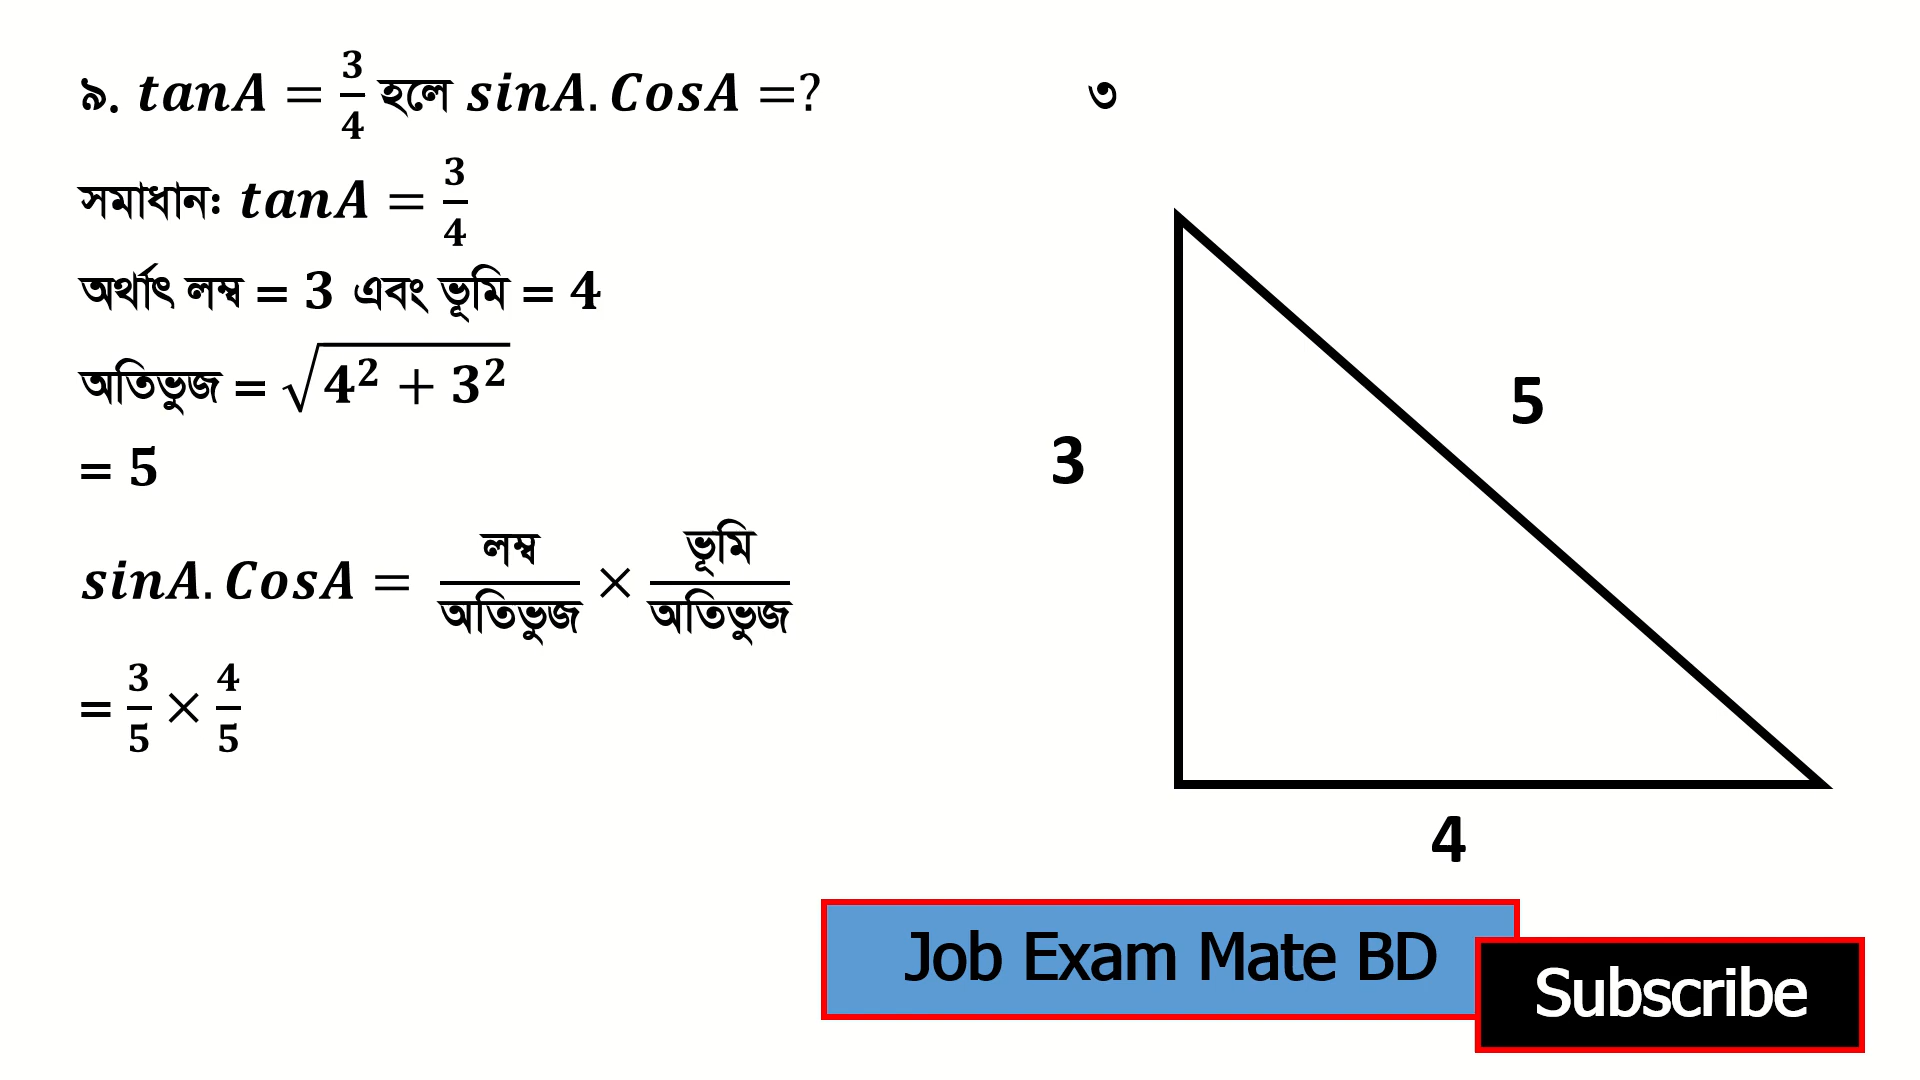 ৯. tanA = 3/4 হলে sinA.CosA =? ৩
সমাধানঃ tanA = 3/4
অর্থাৎ লম্ব = 3 এবং ভূমি = 4
অতিভুজ = √(4² + 3²)
= 5
sinA.CosA = লম্ব/অতিভুজ × ভূমি/অতিভুজ
= 3/5 × 4/5
3
5
4
Job Exam Mate BD
Subscribe